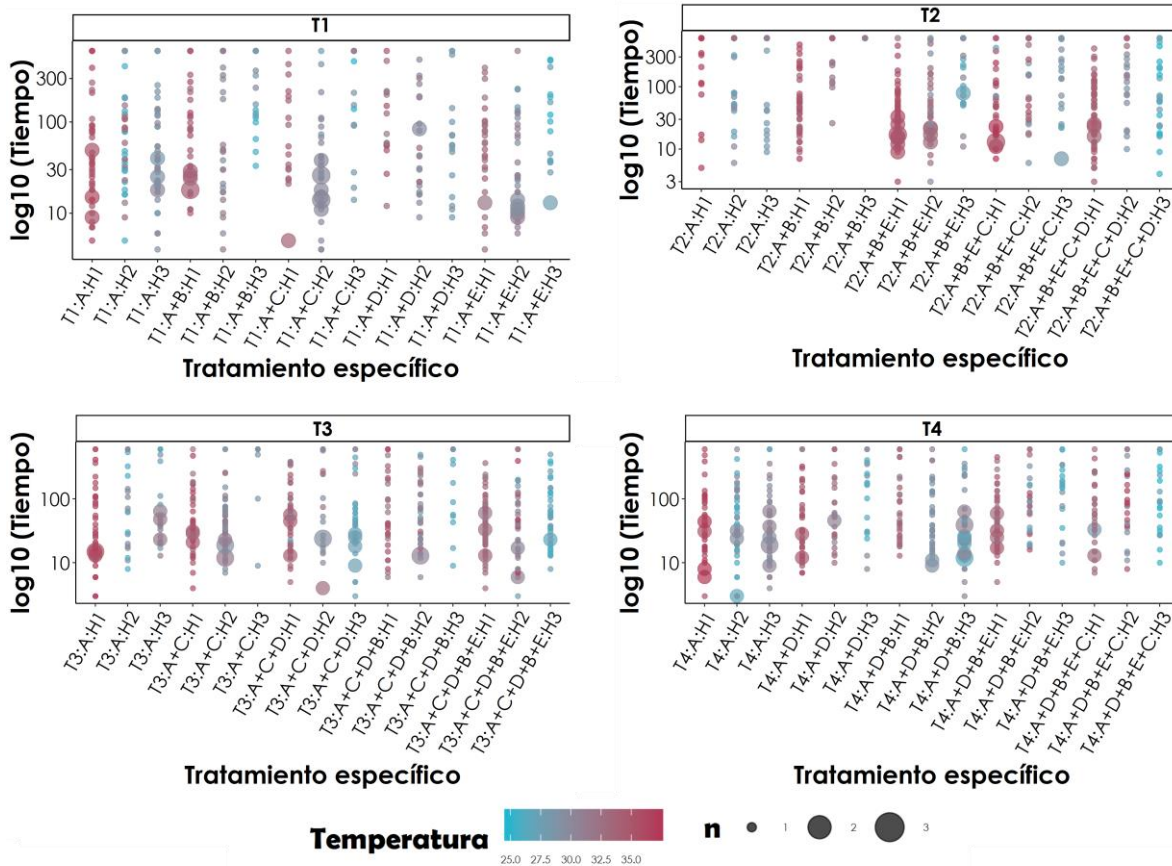 T1
log10 (Tiempo)
300
100
30
10
T1:A:H1
T1:A:H2
T1:A:H3
T1:A+B:H1
T1:A+B:H2
T1:A+B:H3
T1:A+C:H1
T1:A+C:H2
T1:A+C:H3
T1:A+D:H1
T1:A+D:H2
T1:A+D:H3
T1:A+E:H1
T1:A+E:H2
T1:A+E:H3
Tratamiento específico
T2
log10 (Tiempo)
300
100
30
10
3
T2:A:H1
T2:A:H2
T2:A:H3
T2:A+B:H1
T2:A+B:H2
T2:A+B:H3
T2:A+B+E:H1
T2:A+B+E:H2
T2:A+B+E:H3
T2:A+B+E+C:H1
T2:A+B+E+C:H2
T2:A+B+E+C:H3
T2:A+B+E+C+D:H1
T2:A+B+E+C+D:H2
T2:A+B+E+C+D:H3
Tratamiento específico
T3
log10 (Tiempo)
100
10
T3:A:H1
T3:A:H2
T3:A:H3
T3:A+C:H1
T3:A+C:H2
T3:A+C:H3
T3:A+C+D:H1
T3:A+C+D:H2
T3:A+C+D:H3
T3:A+C+D+B:H1
T3:A+C+D+B:H2
T3:A+C+D+B:H3
T3:A+C+D+B+E:H1
T3:A+C+D+B+E:H2
T3:A+C+D+B+E:H3
Tratamiento específico
T4
log10 (Tiempo)
100
10
T4:A:H1
T4:A:H2
T4:A:H3
T4:A+D:H1
T4:A+D:H2
T4:A+D:H3
T4:A+D+B:H1
T4:A+D+B:H2
T4:A+D+B:H3
T4:A+D+B+E:H1
T4:A+D+B+E:H2
T4:A+D+B+E:H3
T4:A+D+B+E+C:H1
T4:A+D+B+E+C:H2
T4:A+D+B+E+C:H3
Tratamiento específico
Temperatura
25.0 27.5 30.0 32.5 35.0
n 1 2 3